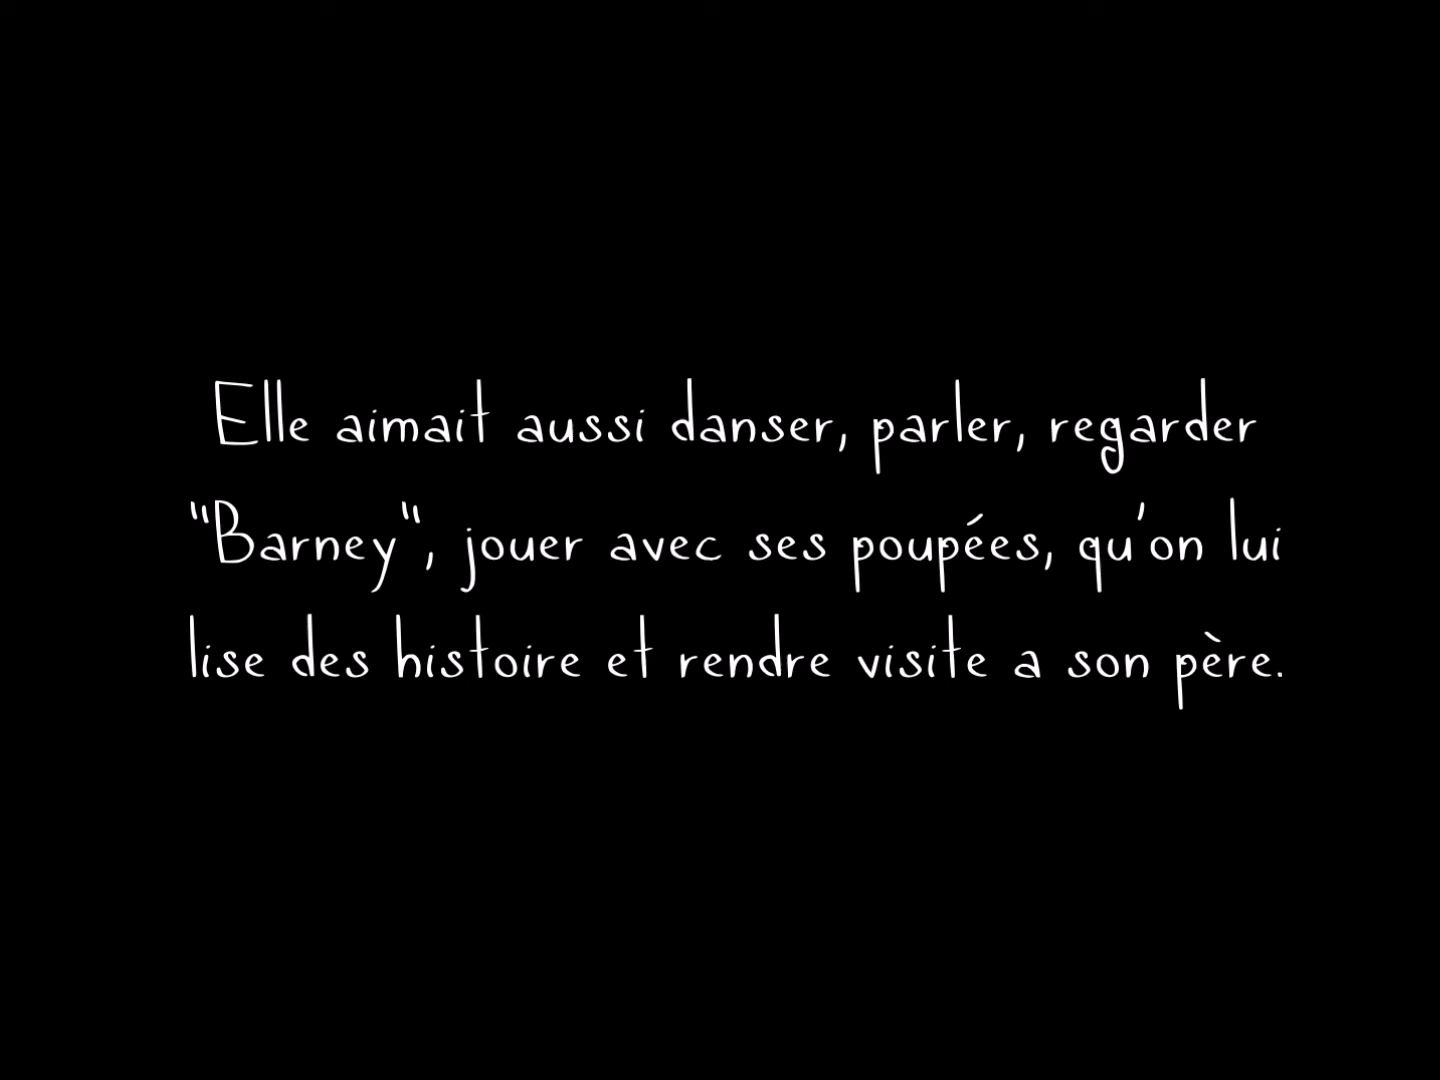 Elle aimait aussi danser, parler, regarder
"Barney", jouer avec ses poupées, qu'on lui
lise des histoire et rendre visite a son père.